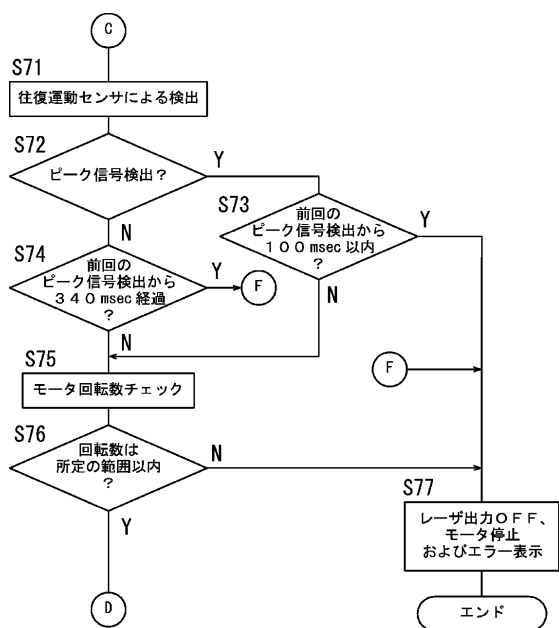 C
S71
往復運動センサによる検出
S72
ピーク信号検出？
Y
N
S73
前回の
ピーク信号検出から
１００msec以内
？
Y
N
S74
前回の
ピーク信号検出から
３４０msec経過
？
Y
F
N
S75
モータ回転数チェック
F
S76
回転数は
所定の範囲以内
？
N
Y
S77
レーザ出力ＯＦＦ、
モータ停止
およびエラー表示
D
エンド